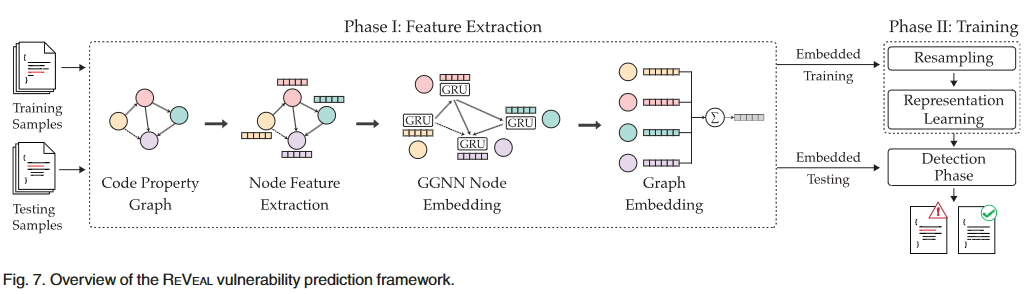 Phase I: Feature Extraction
Phase II: Training
Training
Samples
Testing
Samples
Code Property
Graph
Node Feature
Extraction
GRU
GRU
GRU
GRU
GGNN Node
Embedding
Σ
Graph
Embedding
Embedded
Training
Embedded
Testing
Resampling
Representation
Learning
Detection
Phase
Fig. 7. Overview of the REVEAL vulnerability prediction framework.